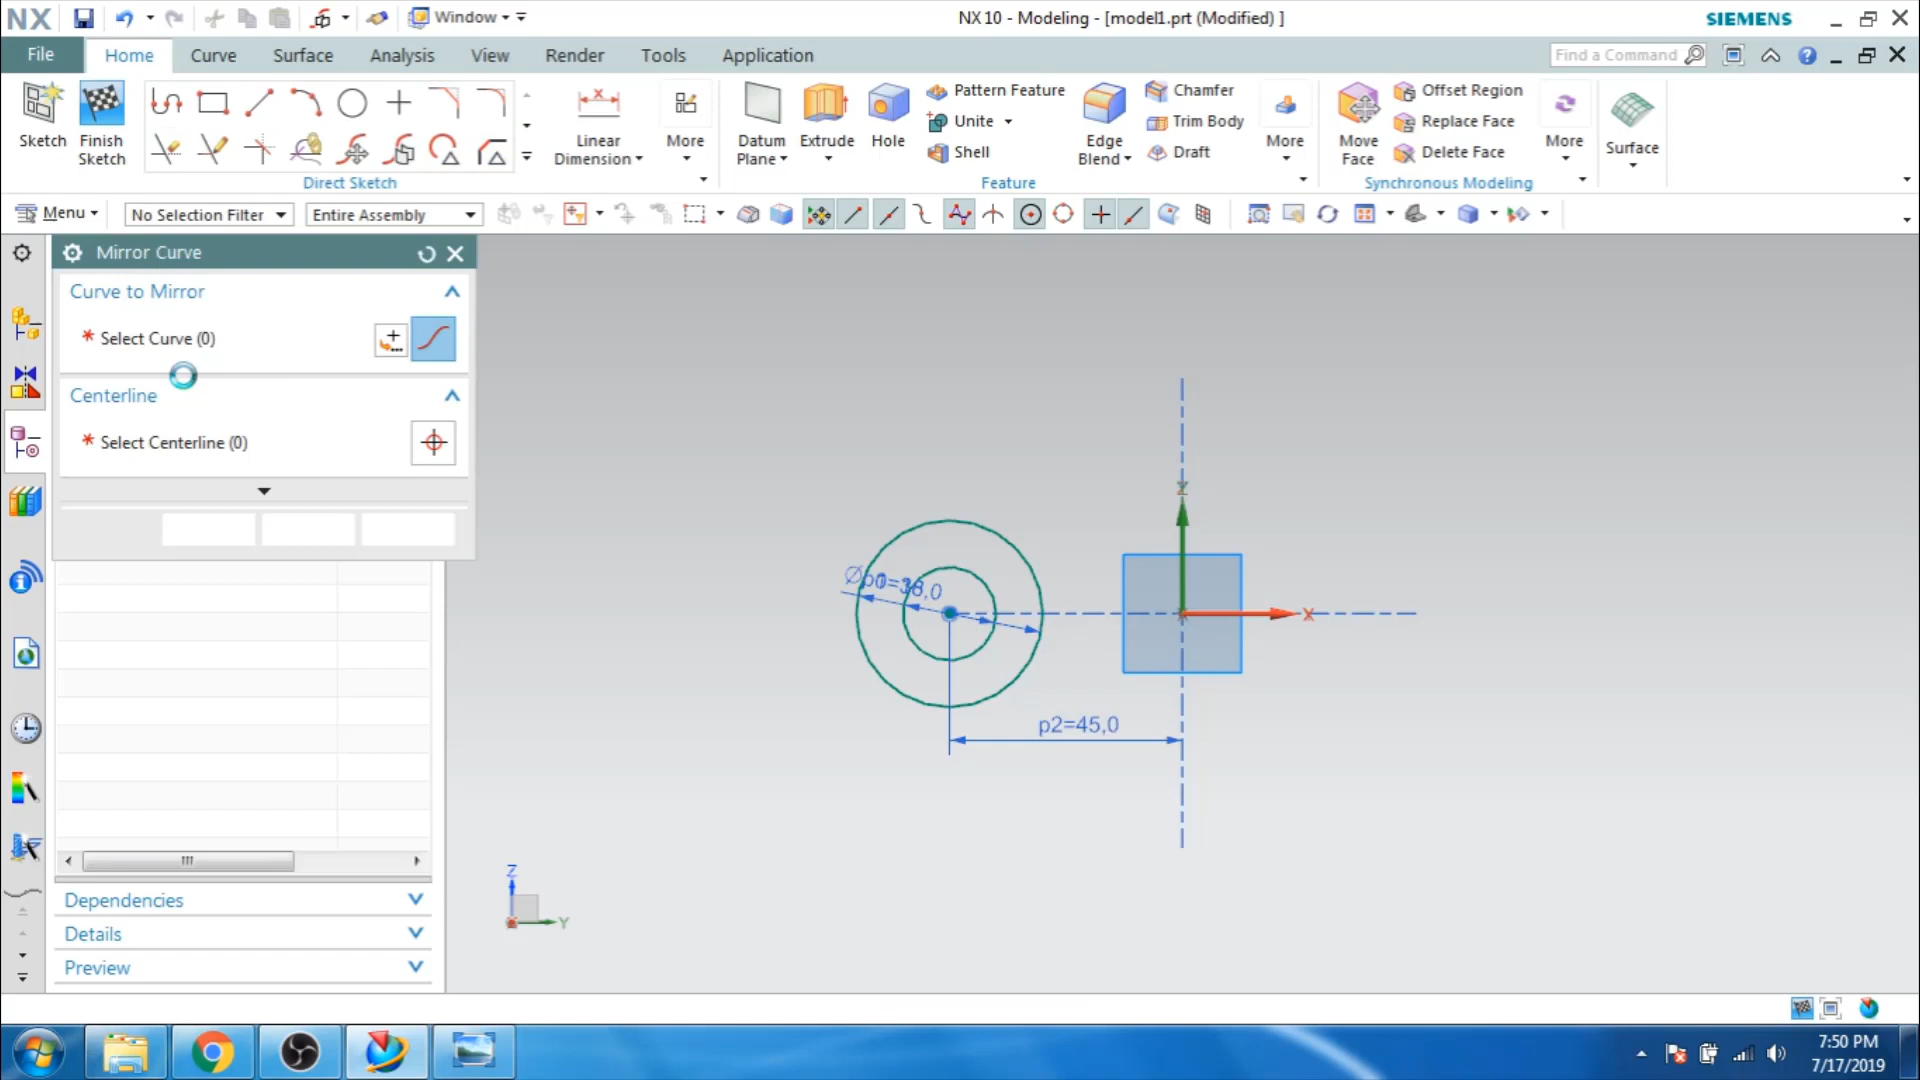 NX
Window
NX 10 - Modeling - [model1.prt (Modified) ]
SIEMENS
File
Home
Curve
Surface
Analysis
View
Render
Tools
Application
Find a Command
Sketch
Finish
Sketch
Linear
Dimension
More
Direct Sketch
Datum
Plane
Extrude
Hole
Pattern Feature
Unite
Shell
Edge
Blend
Chamfer
Trim Body
Draft
More
Feature
Move
Face
Offset Region
Replace Face
Delete Face
More
Synchronous Modeling
Surface
Menu
No Selection Filter
Entire Assembly
Mirror Curve
Curve to Mirror
* Select Curve (0)
Centerline
* Select Centerline (0)
Z
X
p2=45,0
Z
Y
Dependencies
Details
Preview
7:50 PM
7/17/2019